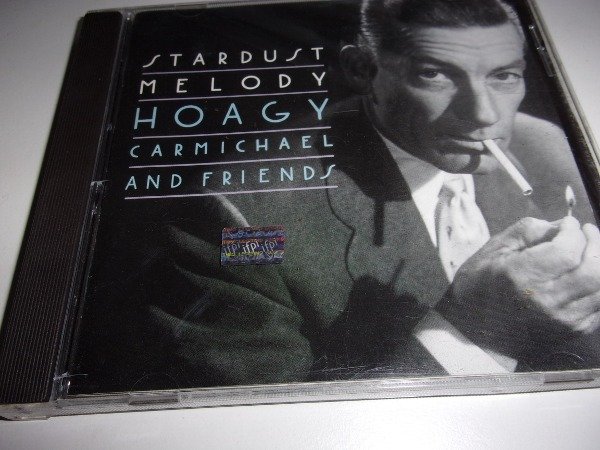 STARDUST
MELODY
HOAGY
CARMICHAEL
AND FRIENDS